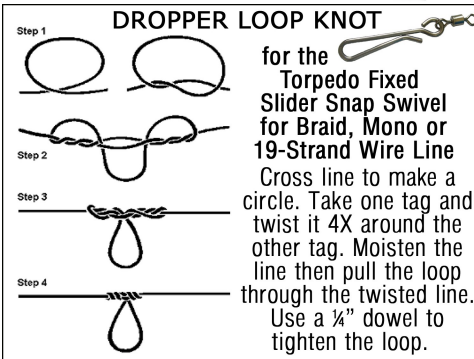 DROPPER LOOP KNOT
Step 1
for the
Torpedo Fixed
Slider Snap Swivel
for Braid, Mono or
19-Strand Wire Line
Step 2
Cross line to make a
circle. Take one tag and
twist it 4X around the
other tag. Moisten the
line then pull the loop
through the twisted line.
Use a ¼” dowel to
tighten the loop.
Step 3
Step 4